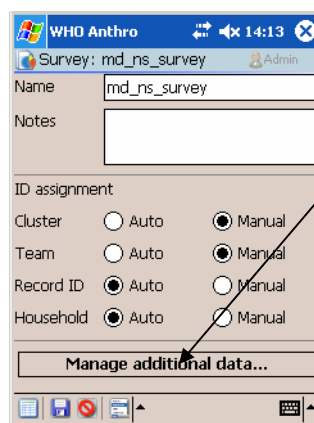 WHO Anthro 14:13
Survey: md_ns_survey Admin
Name md_ns_survey
Notes
ID assignment
Cluster Auto Manual
Team Auto Manual
Record ID Auto Manual
Household Auto Manual
Manage additional data...